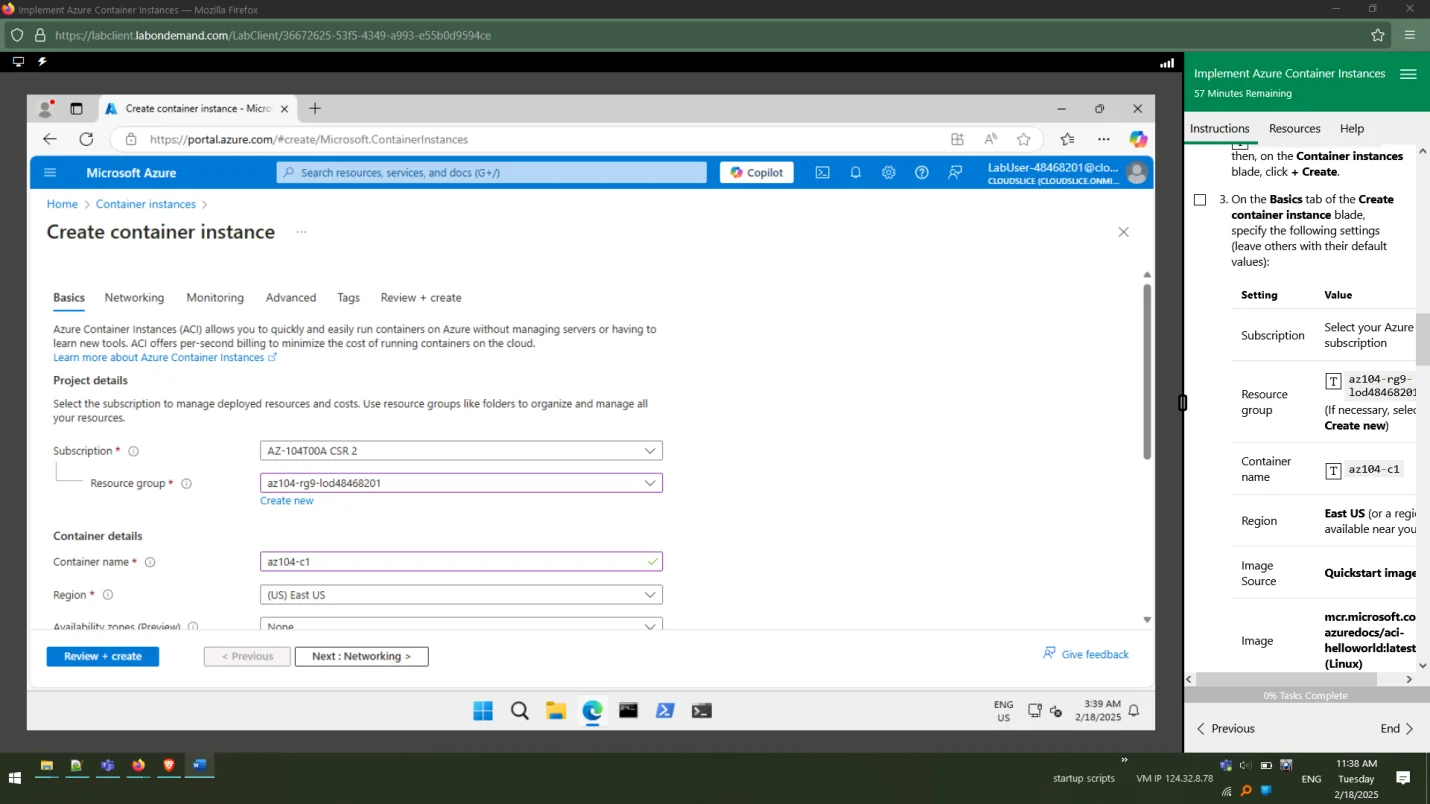 Implement Azure Container Instances — Mozilla Firefox
https://labclient.labondemand.com/LabClient/36672625-53f5-4349-a993-e55b0d9594ce
Create container instance - Micro
https://portal.azure.com/#create/Microsoft.ContainerInstances
Microsoft Azure
Search resources, services, and docs (G+/)
Copilot
LabUser-48468201@clo...
CLOUDSLICE (CLOUDSLICE.ONMI...
Home > Container instances >
Create container instance ...
Basics Networking Monitoring Advanced Tags Review + create
Azure Container Instances (ACI) allows you to quickly and easily run containers on Azure without managing servers or having to
learn new tools. ACI offers per-second billing to minimize the cost of running containers on the cloud.
Learn more about Azure Container Instances
Project details
Select the subscription to manage deployed resources and costs. Use resource groups like folders to organize and manage all
your resources.
Subscription * AZ-104T00A CSR 2
Resource group * az104-rg9-lod48468201
Create new
Container details
Container name * az104-c1
Region * (US) East US
Availability zones (Preview) None
Review + create < Previous Next : Networking > Give feedback
ENG
US
3:39 AM
2/18/2025
Implement Azure Container Instances
57 Minutes Remaining
Instructions Resources Help
then, on the Container instances
blade, click + Create.
3. On the Basics tab of the Create
container instance blade,
specify the following settings
(leave others with their default
values):
Setting Value
Subscription Select your Azure
subscription
Resource
group
T az104-rg9-
lod48468201
(If necessary, selec
Create new)
Container
name
T az104-c1
Region East US (or a regi
available near you
Image
Source
Quickstart image
Image
mcr.microsoft.co
azuredocs/aci-
helloworld:latest
(Linux)
0% Tasks Complete
< Previous End >
startup scripts
»
VM IP 124.32.8.78
ENG
11:38 AM
Tuesday
2/18/2025